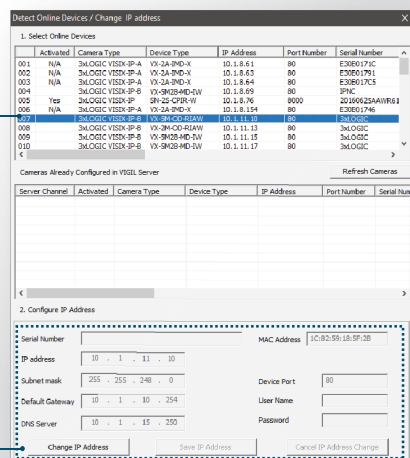 Detect Online Devices / Change IP address X
1. Select Online Devices
Activated Camera Type Device Type IP Address Port Number Serial Number
001 N/A 3xLOGIC VISIX-IP-A VX-2A-IMD-X 10.1.8.61 80 E30E0171C
002 N/A 3xLOGIC VISIX-IP-A VX-2A-IMD-X 10.1.8.63 80 E30E01791
003 N/A 3xLOGIC VISIX-IP-A VX-2A-IMD-X 10.1.8.64 80 E30E017C5
004 3xLOGIC VISIX-IP-B VX-5M28-MD-IW 10.1.8.69 80 IPNC
005 Yes 3xLOGIC VISIX-IP SIN-2S-CPIR-W 10.1.8.76 8000 20160625AAWR61
006 N/A 3xLOGIC VISIX-IP-A VX-2A-IMD-X 10.1.8.154 80 E30E01746
007 3xLOGIC VISIX-IP-B VX-5M-OD-RIAW 10.1.11.10 80 3xLOGIC
008 3xLOGIC VISIX-IP-B VX-2M-OD-RIAW 10.1.11.13 80 3xLOGIC
009 3xLOGIC VISIX-IP-B VX-5M28-MD-IW 10.1.11.15 80 3xLOGIC
010 3xLOGIC VISIX-IP-B VX-5M28-MD-IW 10.1.11.17 80 3xLOGIC
Cameras Already Configured in VIGIL Server Refresh Cameras
Server Channel Activated Camera Type Device Type IP Address Port Number Serial Num
2. Configure IP Address
Serial Number MAC Address 1C:82:59:18:5F:2B
IP address 10 . 1 . 11 . 10
Subnet mask 255 . 255 . 248 . 0 Device Port 80
Default Gateway 10 . 1 . 10 . 254 User Name
DNS Server 10 . 1 . 15 . 250 Password
Change IP Address Save IP Address Cancel IP Address Change